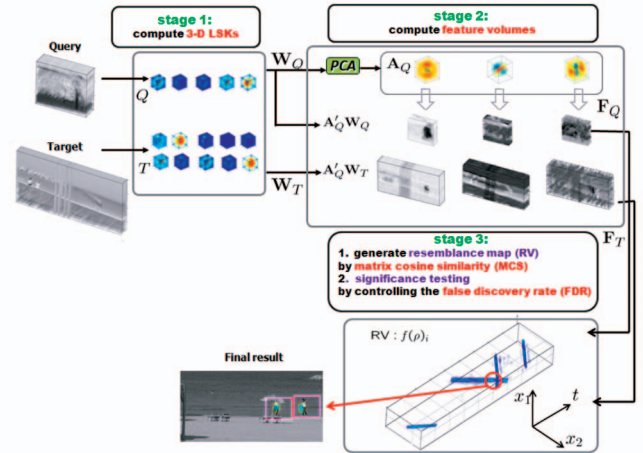 stage 1:
compute 3-D LSKs
stage 2:
compute feature volumes
Query
Target
Q
T
W_Q
W_T
PCA
A_Q
A'_Q W_Q
A'_Q W_T
F_Q
F_T
stage 3:
1. generate resemblance map (RV)
by matrix cosine similarity (MCS)
2. significance testing
by controlling the false discovery rate (FDR)
RV : f(ρ)_i
Final result
x_1
t
x_2